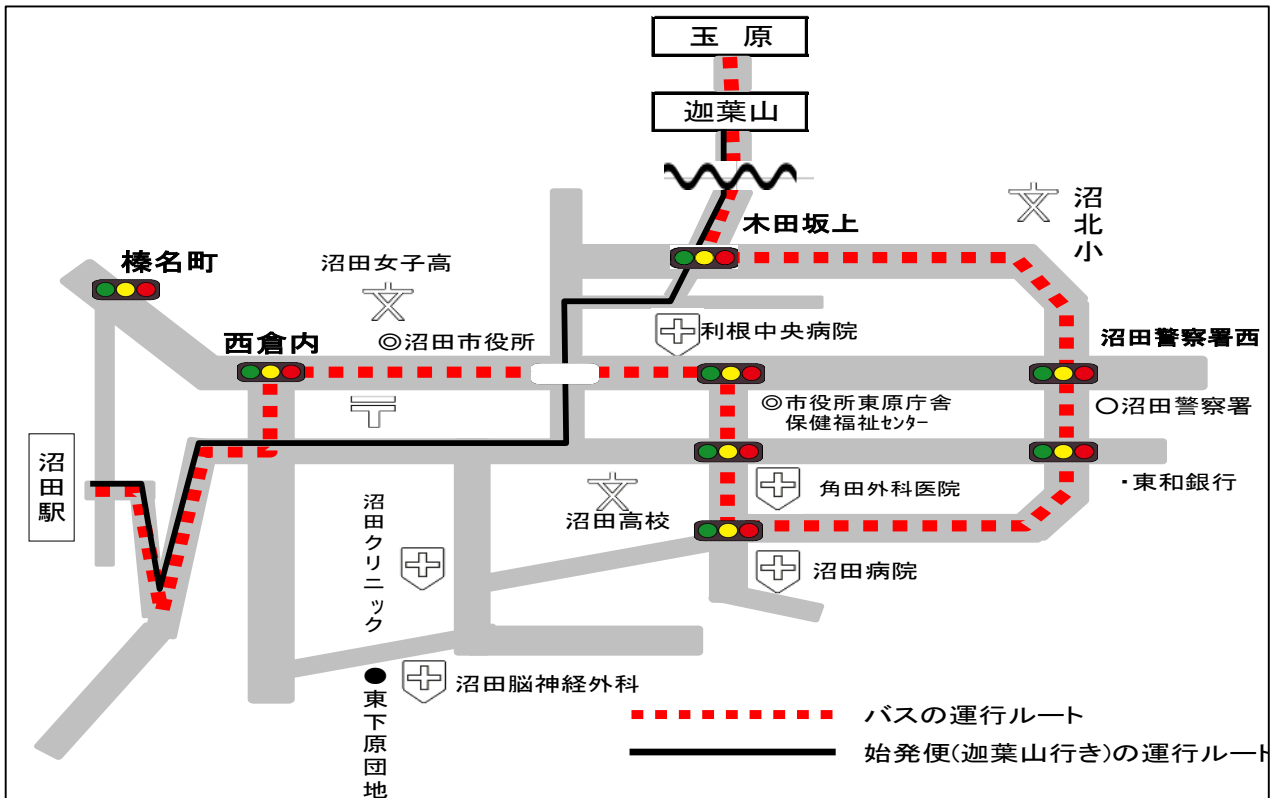 玉 原
迦葉山
木田坂上
沼北小
榛名町
沼田女子高
西倉内
◎沼田市役所
利根中央病院
沼田警察署西
◎市役所東原庁舎
保健福祉ｾﾝﾀｰ
○沼田警察署
沼田駅
沼田高校
角田外科医院
・東和銀行
沼田クリニック
沼田病院
沼田脳神経外科
●東下原団地
バスの運行ルート
始発便(迦葉山行き)の運行ルート